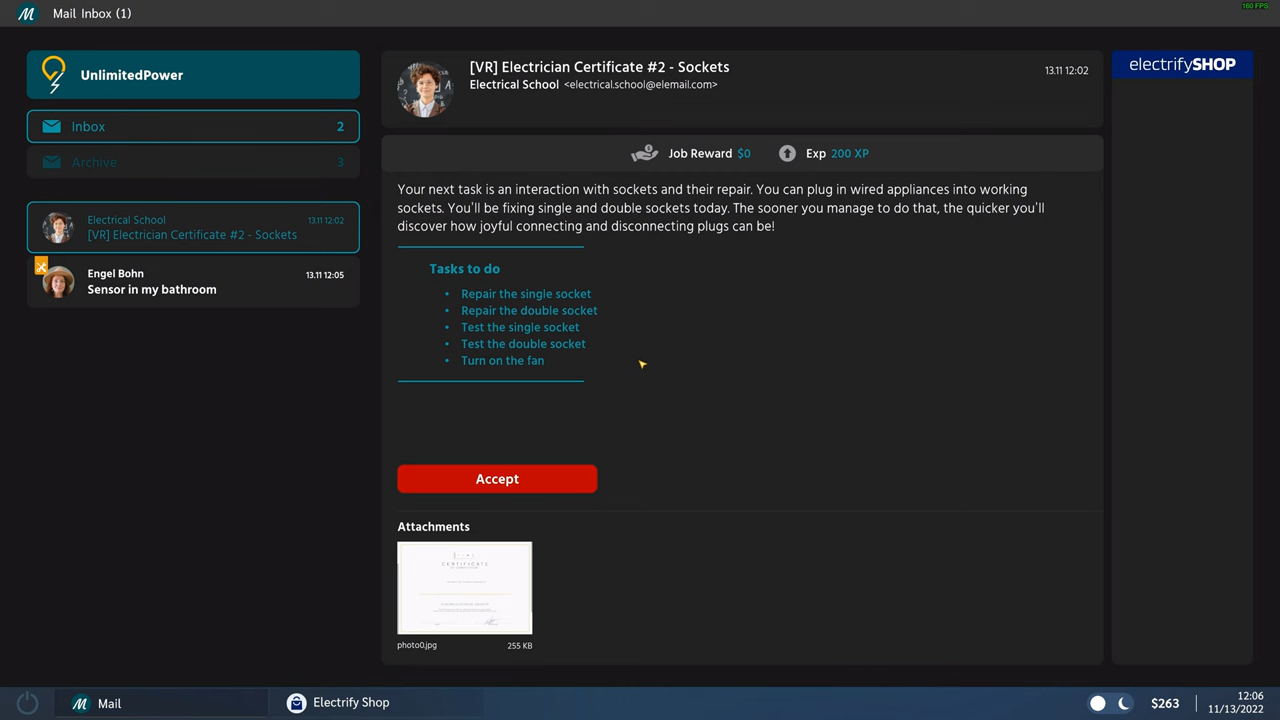 Mail Inbox (1)
160 FPS
UnlimitedPower
Inbox 2
Archive 3
Electrical School 13.11 12:02
[VR] Electrician Certificate #2 - Sockets
Engel Bohn 13.11 12:05
Sensor in my bathroom
[VR] Electrician Certificate #2 - Sockets
Electrical School <electrical.school@elemail.com>
13.11 12:02
Job Reward $0 Exp 200 XP
Your next task is an interaction with sockets and their repair. You can plug in wired appliances into working
sockets. You'll be fixing single and double sockets today. The sooner you manage to do that, the quicker you'll
discover how joyful connecting and disconnecting plugs can be!
Tasks to do
• Repair the single socket
• Repair the double socket
• Test the single socket
• Test the double socket
• Turn on the fan
Accept
Attachments
CERTIFICATE
photo0.jpg 255 KB
electrifySHOP
Mail
Electrify Shop
$263
12:06
11/13/2022